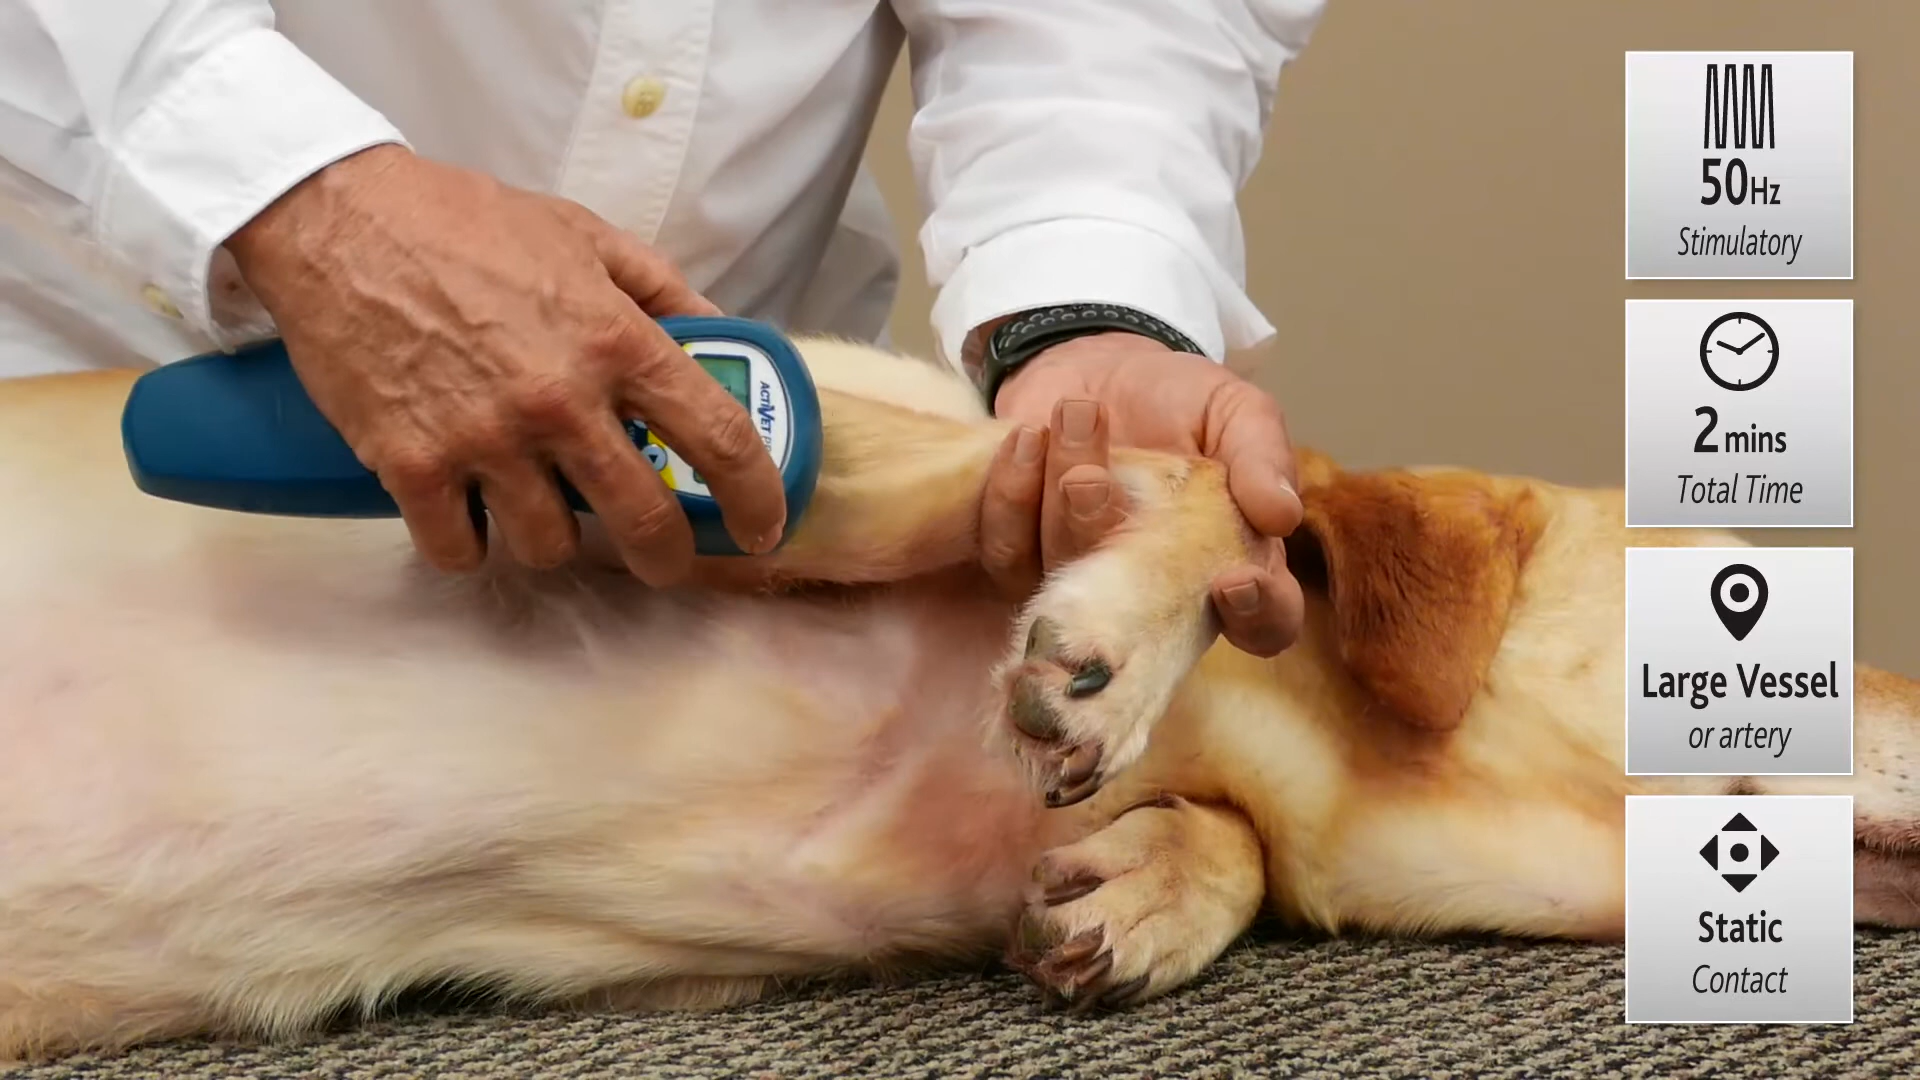 ACTIVET P
50Hz
Stimulatory
2 mins
Total Time
Large Vessel
or artery
Static
Contact